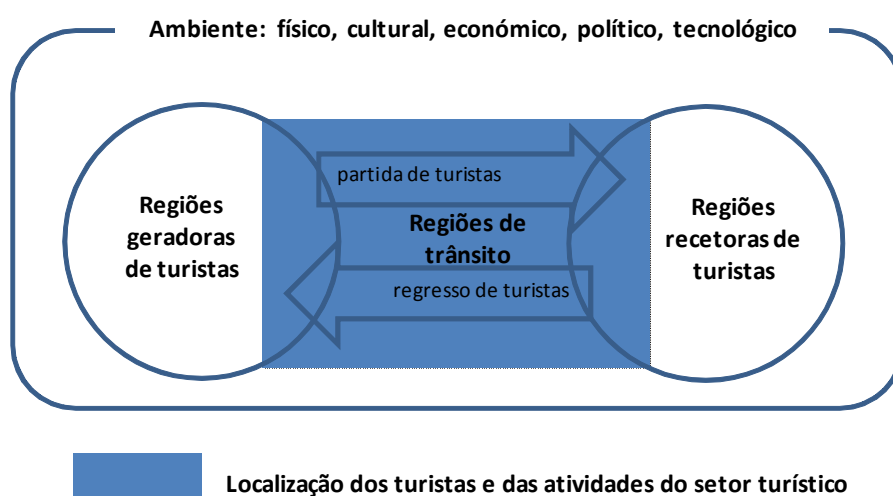 Ambiente: físico, cultural, económico, político, tecnológico
partida de turistas
Regiões
geradoras
de turistas
Regiões de
trânsito
Regiões
recetoras de
turistas
regresso de turistas
Localização dos turistas e das atividades do setor turístico